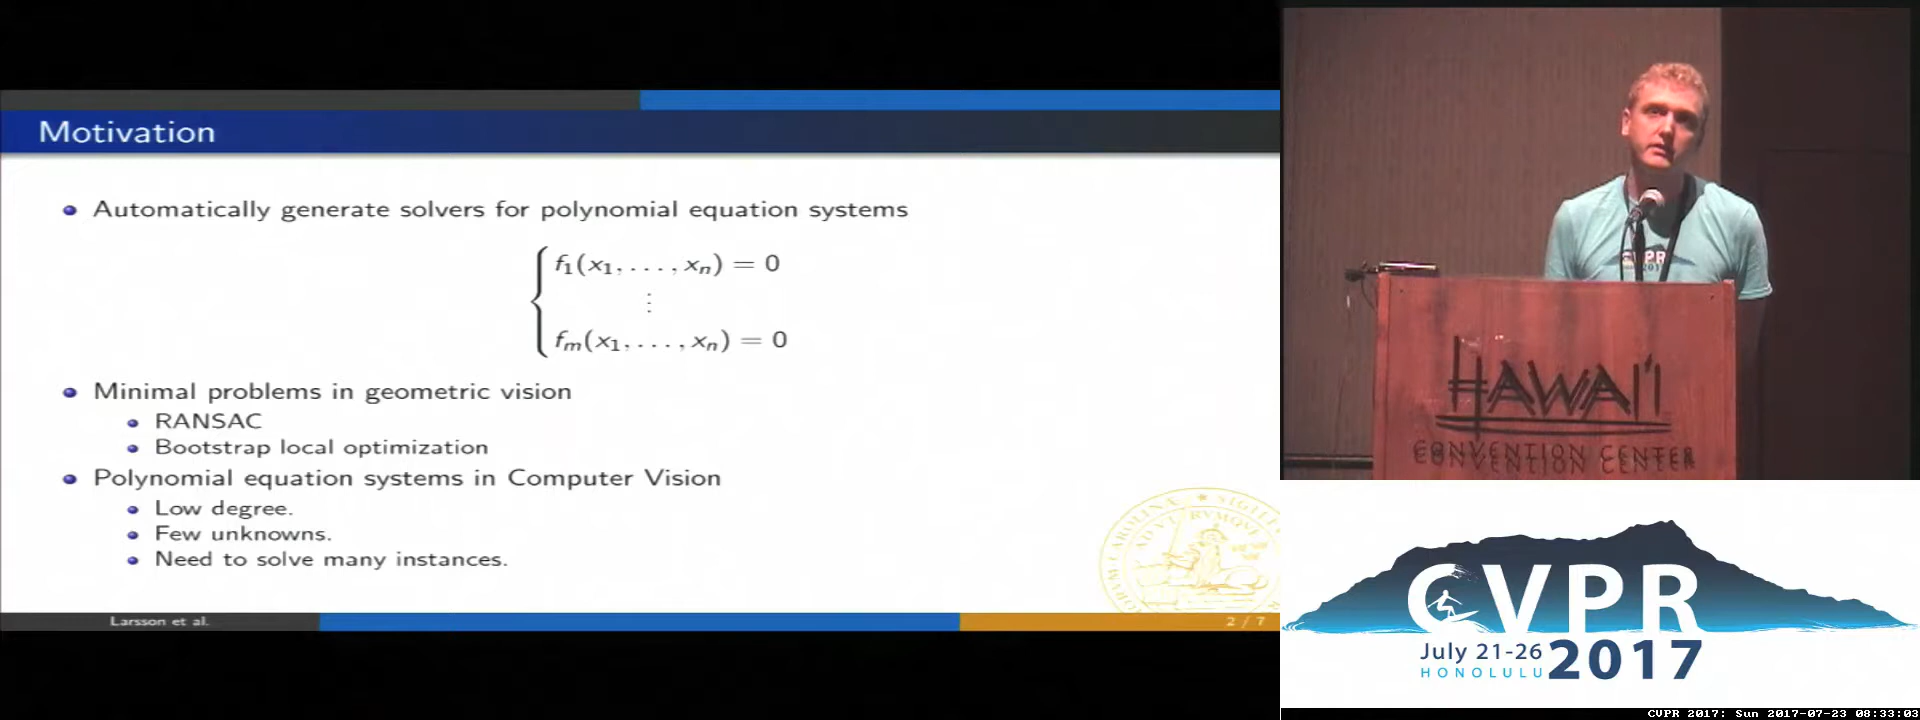 Motivation
Automatically generate solvers for polynomial equation systems
f1(x1, ..., xn) = 0
⋮
fm(x1, ..., xn) = 0
Minimal problems in geometric vision
RANSAC
Bootstrap local optimization
Polynomial equation systems in Computer Vision
Low degree.
Few unknowns.
Need to solve many instances.
Larsson et al.
2 / 7
CVPR
HAWAI'I
CONVENTION CENTER
CVPR
July 21-26
HONOLULU
2017
CVPR 2017: Sun 2017-07-23 08:33:03